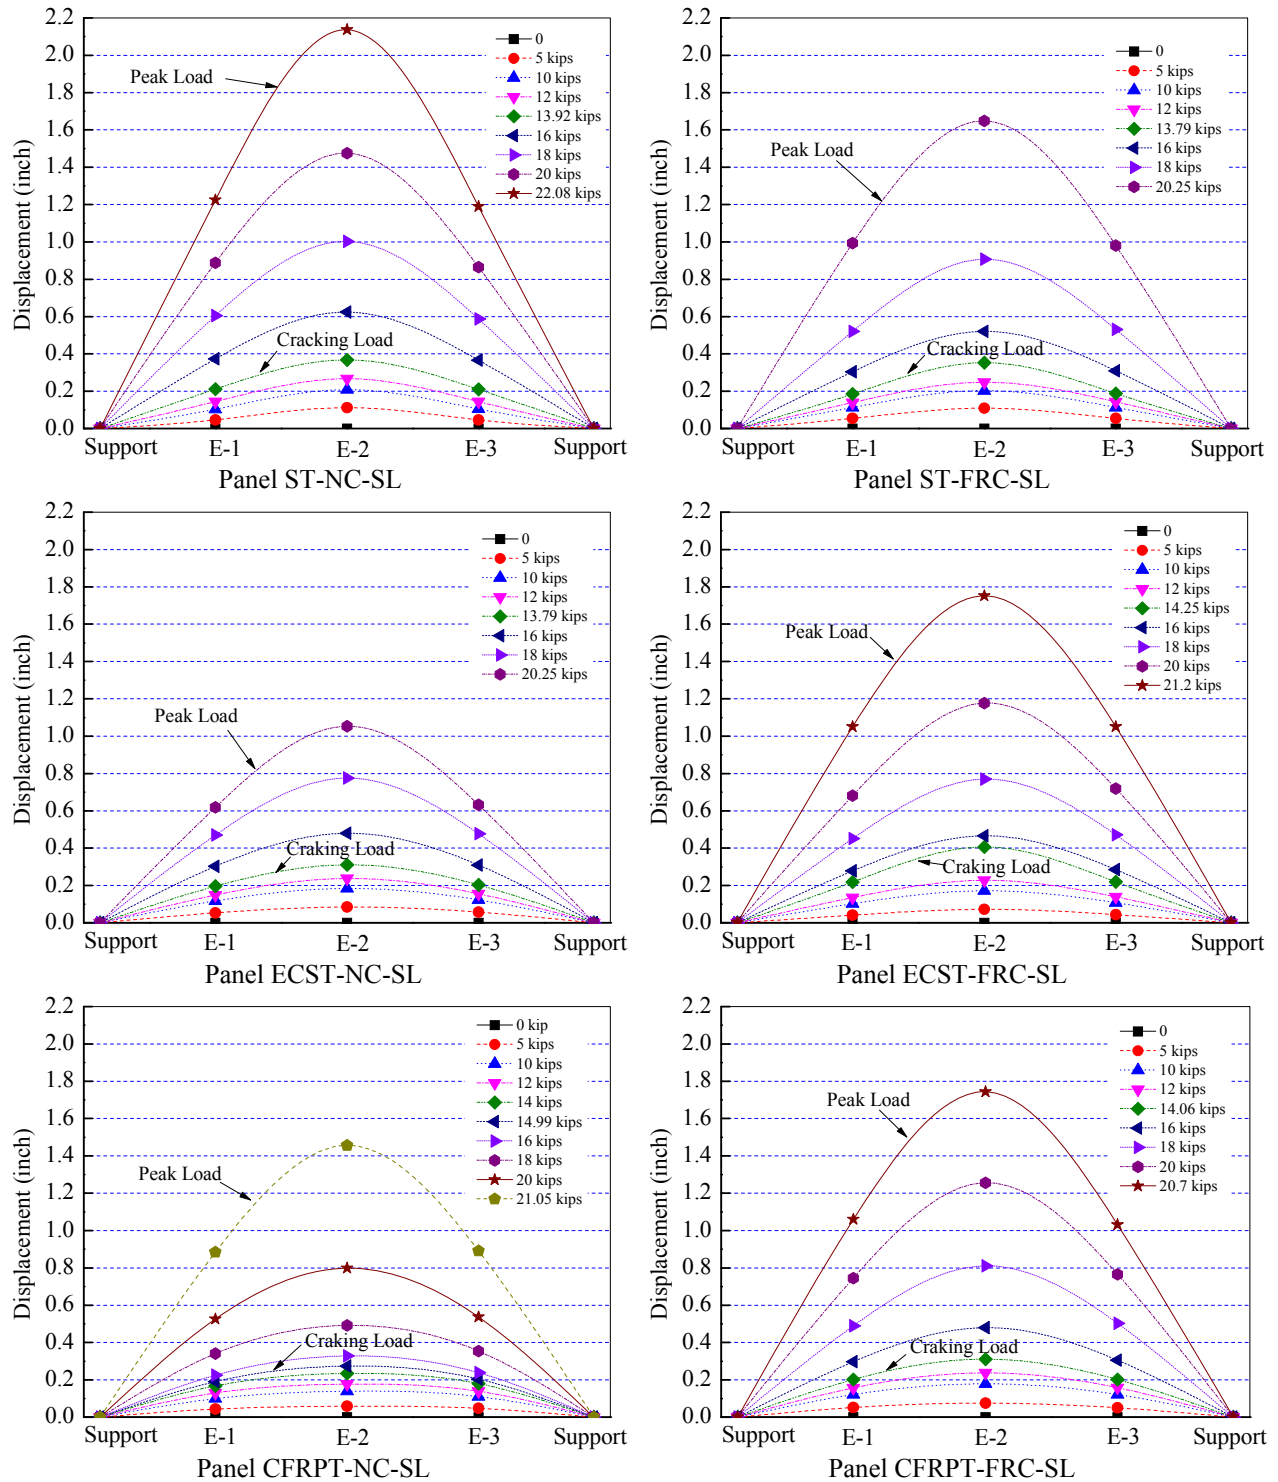 2.2
2.0
1.8
1.6
1.4
1.2
1.0
0.8
0.6
0.4
0.2
0.0
Displacement (inch)
0
5 kips
10 kips
12 kips
13.92 kips
16 kips
18 kips
20 kips
22.08 kips
Peak Load
Cracking Load
Support E-1 E-2 E-3 Support
Panel ST-NC-SL
2.2
2.0
1.8
1.6
1.4
1.2
1.0
0.8
0.6
0.4
0.2
0.0
Displacement (inch)
0
5 kips
10 kips
12 kips
13.79 kips
16 kips
18 kips
20.25 kips
Peak Load
Cracking Load
Support E-1 E-2 E-3 Support
Panel ST-FRC-SL
2.2
2.0
1.8
1.6
1.4
1.2
1.0
0.8
0.6
0.4
0.2
0.0
Displacement (inch)
0
5 kips
10 kips
12 kips
13.79 kips
16 kips
18 kips
20.25 kips
Peak Load
Craking Load
Support E-1 E-2 E-3 Support
Panel ECST-NC-SL
2.2
2.0
1.8
1.6
1.4
1.2
1.0
0.8
0.6
0.4
0.2
0.0
Displacement (inch)
0
5 kips
10 kips
12 kips
14.25 kips
16 kips
18 kips
20 kips
21.2 kips
Peak Load
Craking Load
Support E-1 E-2 E-3 Support
Panel ECST-FRC-SL
2.2
2.0
1.8
1.6
1.4
1.2
1.0
0.8
0.6
0.4
0.2
0.0
Displacement (inch)
0 kip
5 kips
10 kips
12 kips
14 kips
14.99 kips
16 kips
18 kips
20 kips
21.05 kips
Peak Load
Craking Load
Support E-1 E-2 E-3 Support
Panel CFRPT-NC-SL
2.2
2.0
1.8
1.6
1.4
1.2
1.0
0.8
0.6
0.4
0.2
0.0
Displacement (inch)
0
5 kips
10 kips
12 kips
14.06 kips
16 kips
18 kips
20 kips
20.7 kips
Peak Load
Craking Load
Support E-1 E-2 E-3 Support
Panel CFRPT-FRC-SL